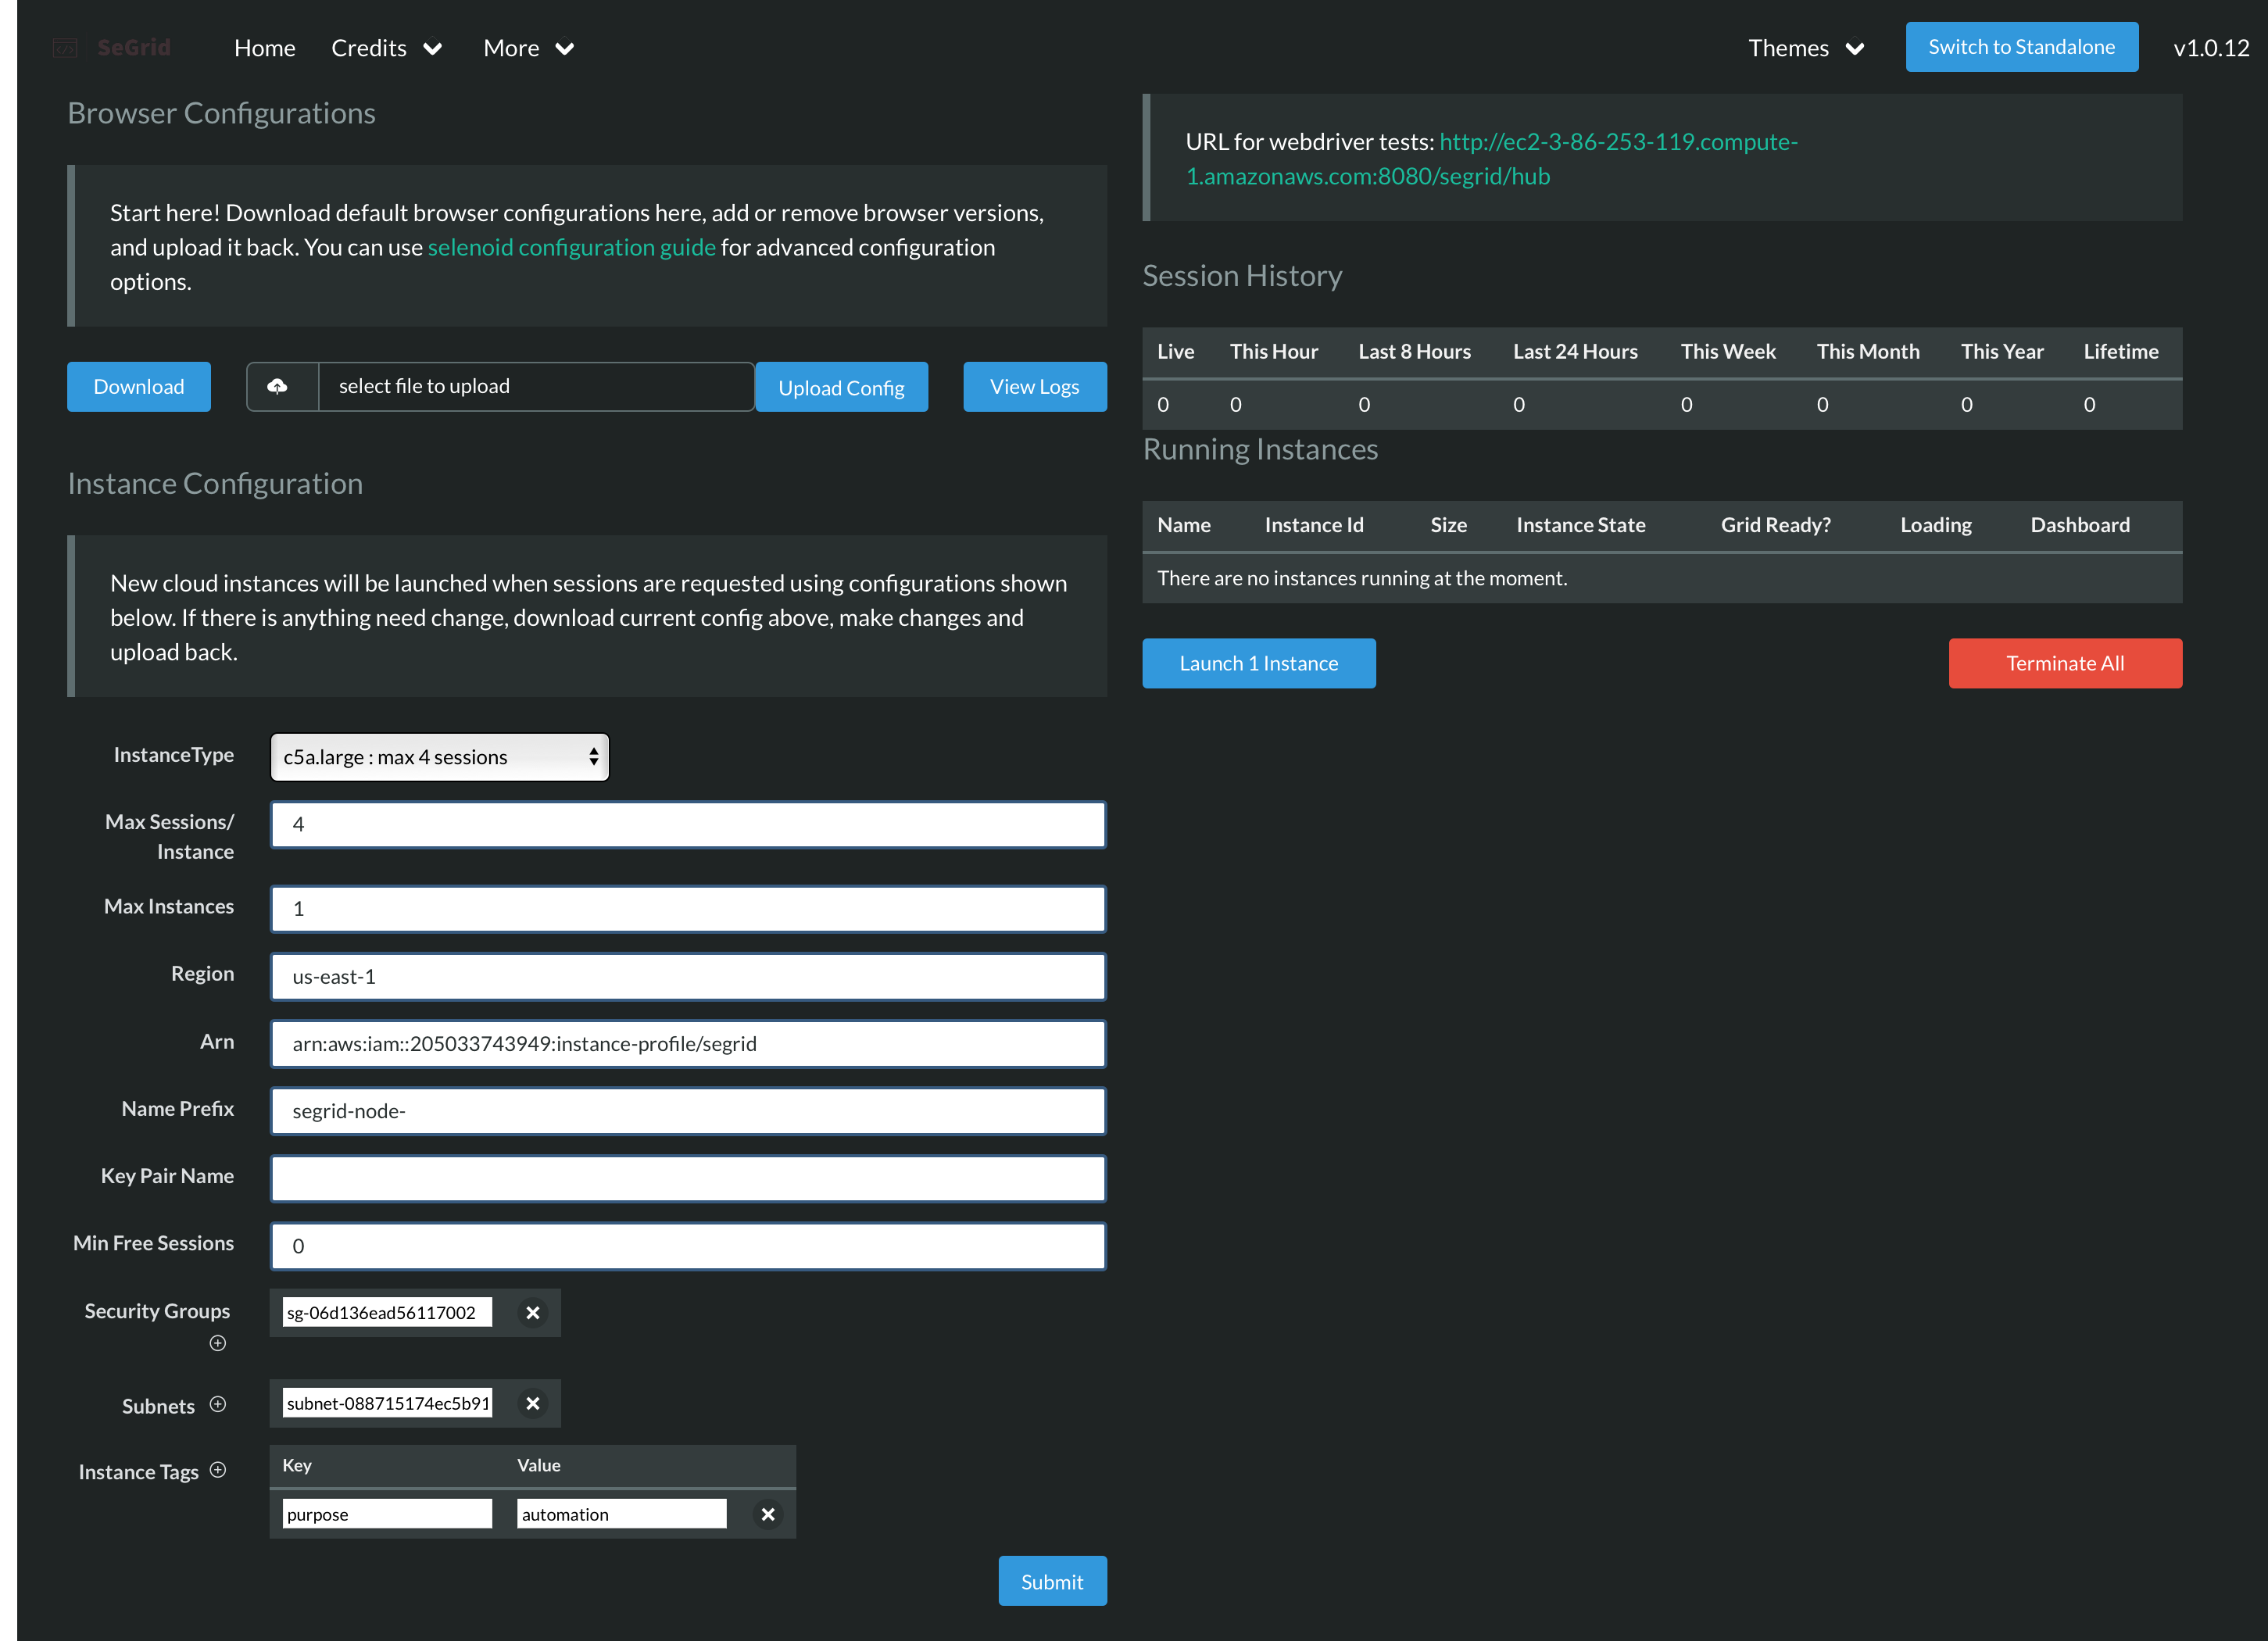 SeGrid Home Credits More Themes Switch to Standalone v1.0.12
Browser Configurations
Start here! Download default browser configurations here, add or remove browser versions,
and upload it back. You can use selenoid configuration guide for advanced configuration
options.
Download select file to upload Upload Config View Logs
Instance Configuration
New cloud instances will be launched when sessions are requested using configurations shown
below. If there is anything need change, download current config above, make changes and
upload back.
InstanceType c5a.large : max 4 sessions
Max Sessions/
Instance
4
Max Instances 1
Region us-east-1
Arn arn:aws:iam::205033743949:instance-profile/segrid
Name Prefix segrid-node-
Key Pair Name
Min Free Sessions 0
Security Groups sg-06d136ead56117002
Subnets subnet-088715174ec5b91
Instance Tags Key Value
purpose automation
Submit
URL for webdriver tests: http://ec2-3-86-253-119.compute-
1.amazonaws.com:8080/segrid/hub
Session History
Live This Hour Last 8 Hours Last 24 Hours This Week This Month This Year Lifetime
0 0 0 0 0 0 0 0
Running Instances
Name Instance Id Size Instance State Grid Ready? Loading Dashboard
There are no instances running at the moment.
Launch 1 Instance Terminate All